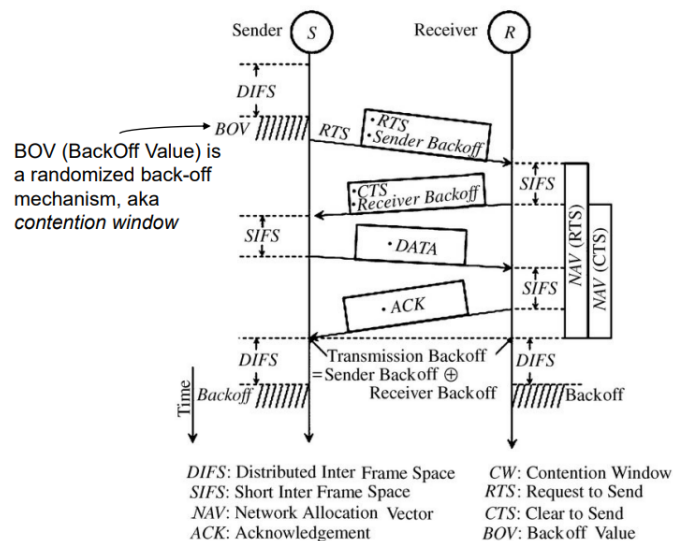 Sender S Receiver R
DIFS
BOV
BOV (BackOff Value) is
a randomized back-off
mechanism, aka
contention window
RTS
• RTS
• Sender Backoff
SIFS
• CTS
• Receiver Backoff
SIFS
• DATA
NAV (RTS)
NAV (CTS)
SIFS
• ACK
DIFS
Transmission Backoff
= Sender Backoff ⊕
Receiver Backoff
DIFS
Time
Backoff
Backoff
DIFS: Distributed Inter Frame Space
SIFS: Short Inter Frame Space
NAV: Network Allocation Vector
ACK: Acknowledgement
CW: Contention Window
RTS: Request to Send
CTS: Clear to Send
BOV: Backoff Value